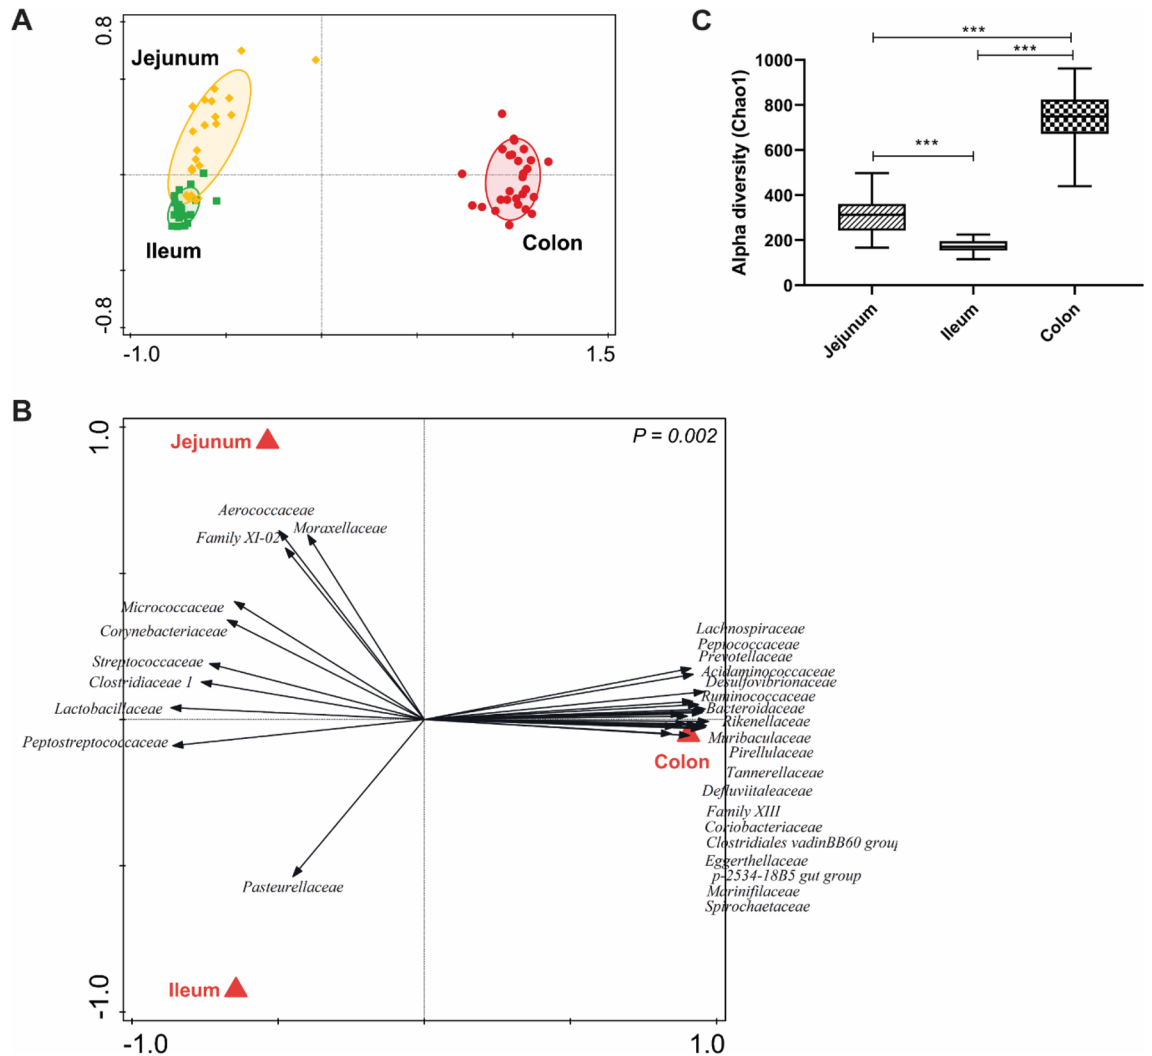 A
0.8
-0.8
Jejunum
Ileum
Colon
-1.0
1.5
C
***
***
***
Alpha diversity (Chao1)
1000
800
600
400
200
0
Jejunum
Ileum
Colon
B
1.0
-1.0
P = 0.002
Jejunum
Aerococcaceae
Moraxellaceae
Family XI-02
Micrococcaceae
Corynebacteriaceae
Streptococcaceae
Clostridiaceae 1
Lactobacillaceae
Peptostreptococcaceae
Pasteurellaceae
Ileum
Lachnospiraceae
Peptococcaceae
Prevotellaceae
Acidaminococcaceae
Desulfovibrionaceae
Ruminococcaceae
Bacteroidaceae
Rikenellaceae
Muribaculaceae
Colon
Pirellulaceae
Tannerellaceae
Defluviitaleaceae
Family XIII
Coriobacteriaceae
Clostridiales vadinBB60 group
Eggerthellaceae
p-2534-18B5 gut group
Marinifilaceae
Spirochaetaceae
-1.0
1.0